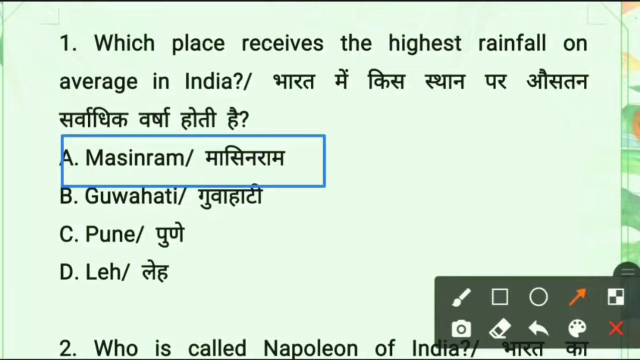 1. Which place receives the highest rainfall on
average in India?/ भारत में किस स्थान पर औसतन
सर्वाधिक वर्षा होती है?
A. Masinram/ मासिनराम
B. Guwahati/ गुवाहाटी
C. Pune/ पुणे
D. Leh/ लेह
2. Who is called Napoleon of India?/ भारत का